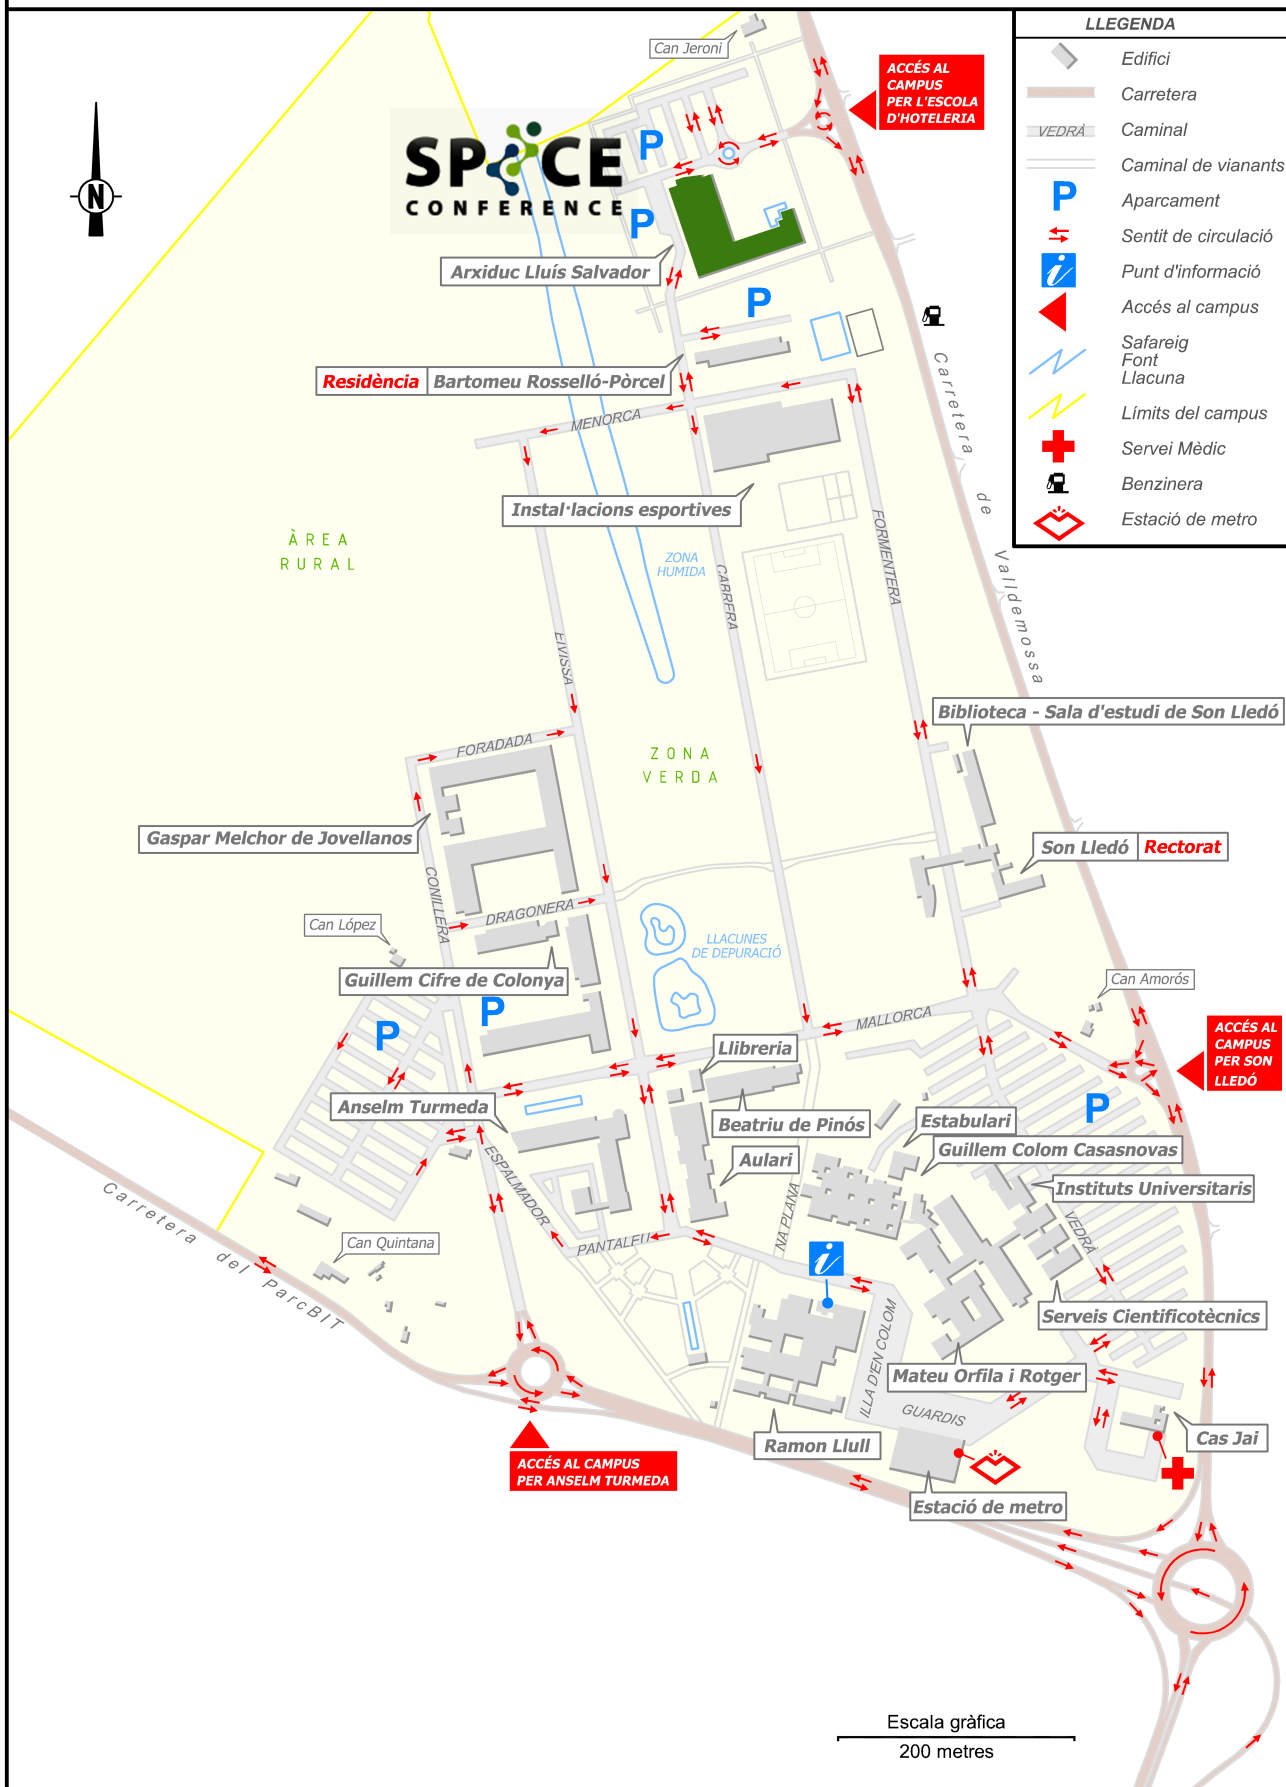 LLEGENDA
Edifici
Carretera
VEDRÀ
Caminal
Caminal de vianants
P
Aparcament
Sentit de circulació
i
Punt d'informació
Accés al campus
Safareig
Font
Llacuna
Límits del campus
Servei Mèdic
Benzinera
Estació de metro
Can Jeroni
ACCÉS AL
CAMPUS
PER L'ESCOLA
D'HOTELERIA
N
SPICE
CONFERENCE
P
P
Arxiduc Lluís Salvador
P
Residència Bartomeu Rosselló-Pòrcel
MENORCA
Instal·lacions esportives
Carretera de Valldemossa
ÀREA
RURAL
ZONA
HUMIDA
CABRERA
FORMENTERA
EIVISSA
Biblioteca - Sala d'estudi de Son Lledó
FORADADA
ZONA
VERDA
Gaspar Melchor de Jovellanos
Son Lledó Rectorat
CONILLERA
DRAGONERA
Can López
LLACUNES
DE DEPURACIÓ
Guillem Cifre de Colonya
Can Amorós
P
P
MALLORCA
ACCÉS AL
CAMPUS
PER SON
LLEDÓ
Llibreria
Anselm Turmeda
P
Beatriu de Pinós
Estabulari
Guillem Colom Casasnovas
Aulari
Instituts Universitaris
ESPALMADOR
NA PLANA
VEDRÀ
Carretera del ParcBIT
Can Quintana
PANTALEU
i
Serveis Cientificotècnics
ILLA D'EN COLOM
Mateu Orfila i Rotger
GUARDIS
Ramon Llull
Cas Jai
ACCÉS AL CAMPUS
PER ANSELM TURMEDA
Estació de metro
Escala gràfica
200 metres